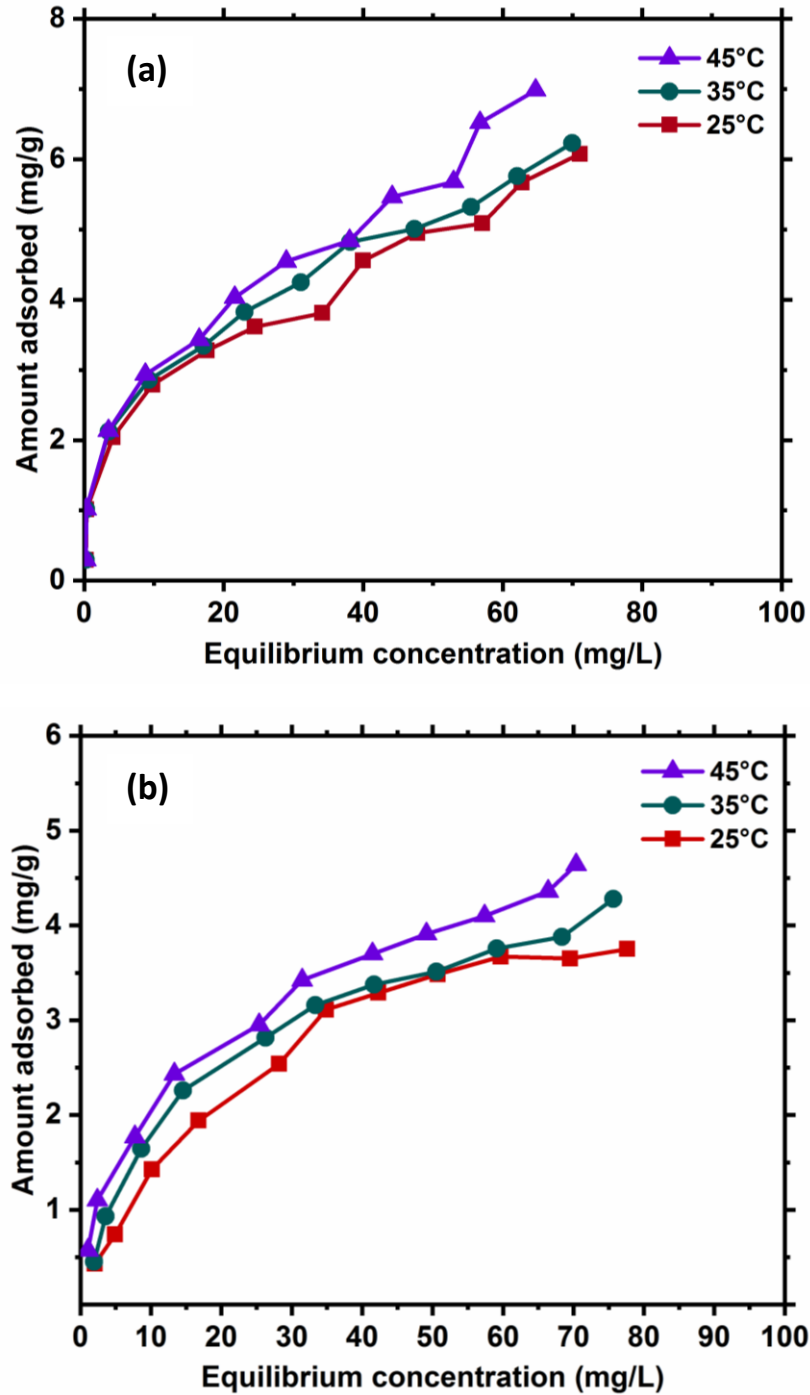 (a)
45°C
35°C
25°C
8
6
4
2
0
Amount adsorbed (mg/g)
0 20 40 60 80 100
Equilibrium concentration (mg/L)
(b)
45°C
35°C
25°C
6
5
4
3
2
1
Amount adsorbed (mg/g)
0 10 20 30 40 50 60 70 80 90 100
Equilibrium concentration (mg/L)